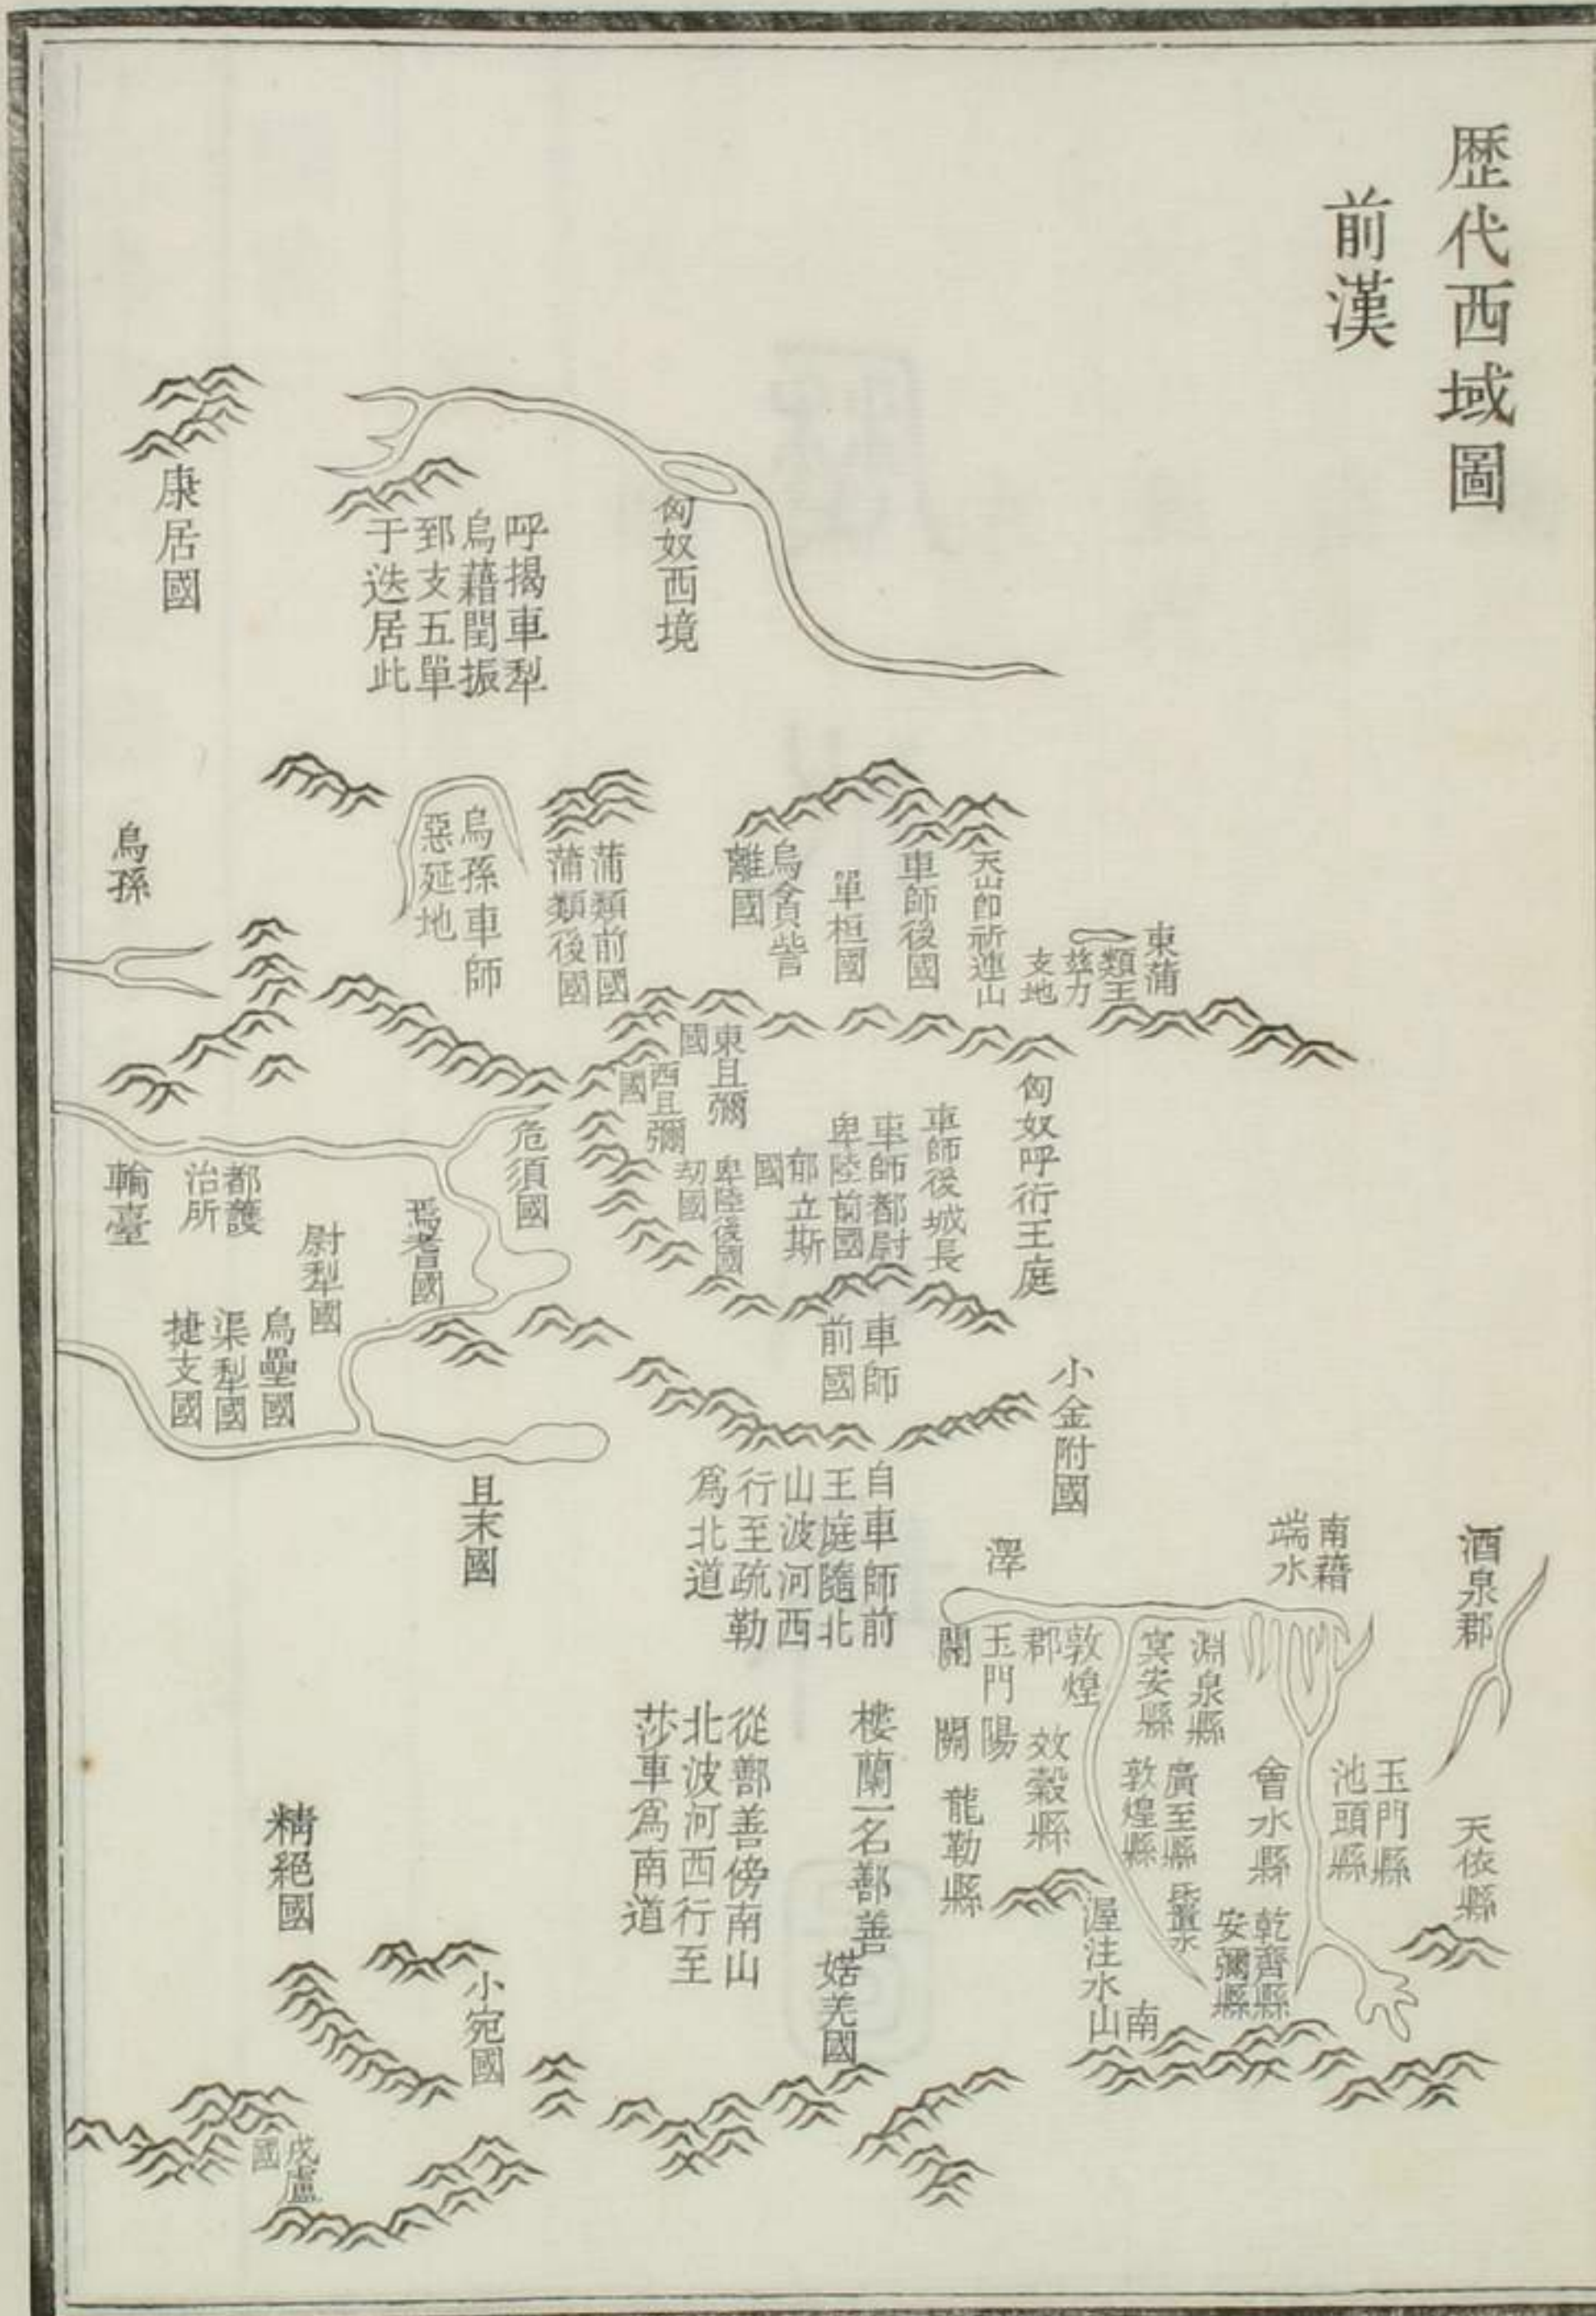 歷代西域圖
前漢
酒泉郡
天依縣
玉門縣
池頭縣
南藉
端水
會水縣
乾齊縣
安彌縣
淵泉縣
冥安縣
廣至縣
敦煌縣
氐置水
南
山
渥洼水
敦煌
郡
效穀縣
澤
玉門
關
陽
關
龍勒縣
東蒲
類王
茲力
支地
天山即祈連山
車師後國
單桓國
烏貪訾
離國
蒲類前國
蒲類後國
烏孫車師
惡延地
烏孫
匈奴西境
呼揭車犁
烏藉閏振
郅支五單
于迭居此
康居國
匈奴呼衍王庭
車師後城長
車師都尉
卑陸前國
郁立斯
國
東且彌
國
西且彌
國
卑陸後國
劫國
危須國
焉耆國
尉犁國
都護
治所
輪臺
烏壘國
渠犁國
捷支國
車師
前國
小金附國
自車師前
王庭隨北
山波河西
行至疏勒
爲北道
且末國
樓蘭一名鄯善
從鄯善傍南山
北波河西行至
莎車爲南道
婼羌國
小宛國
精絕國
戎盧
國